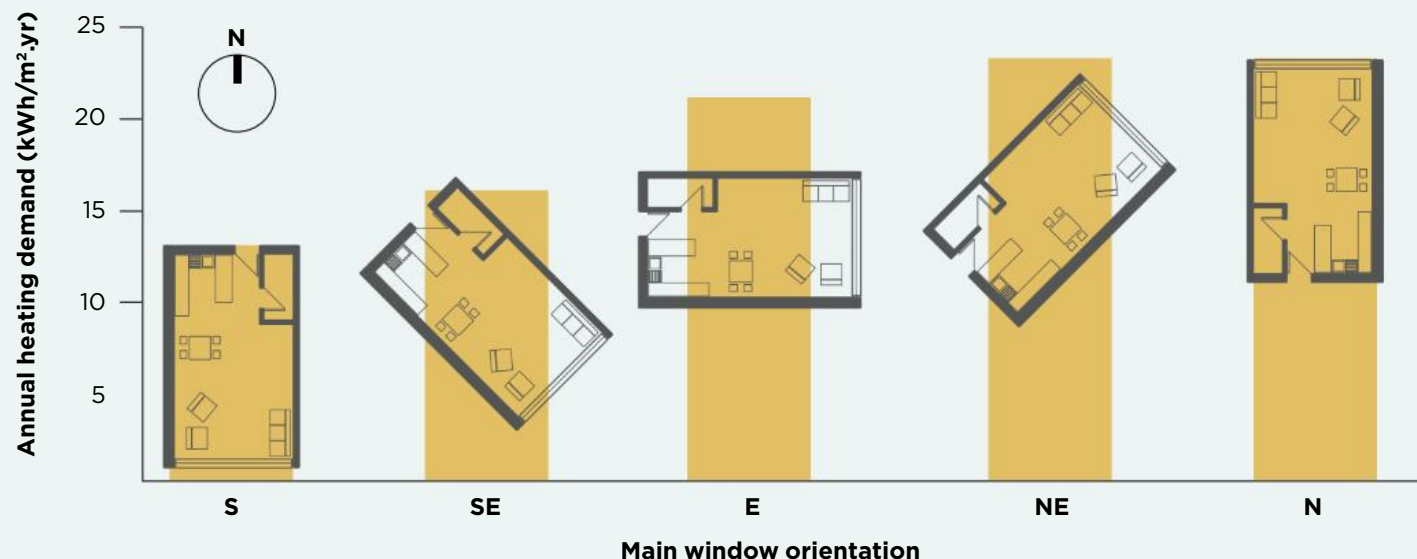 Annual heating demand (kWh/m².yr)
25
20
15
10
5
N
S
SE
E
NE
N
Main window orientation